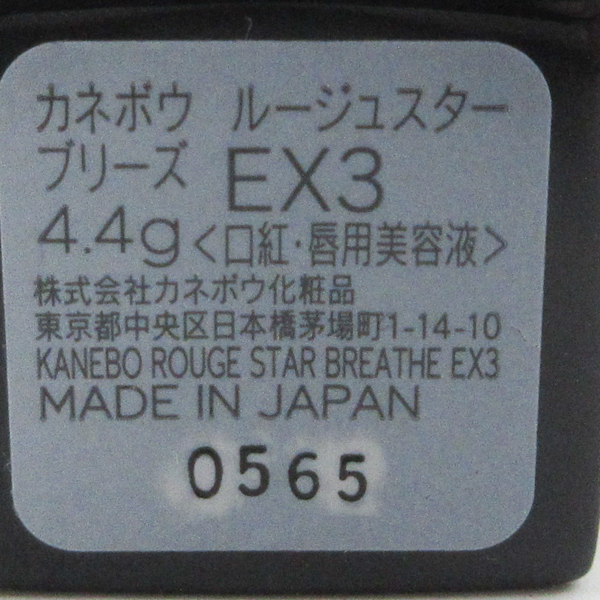 カネボウ ルージュスター
ブリーズ EX3
4.4g<口紅・唇用美容液>
株式会社カネボウ化粧品
東京都中央区日本橋茅場町1-14-10
KANEBO ROUGE STAR BREATHE EX3
MADE IN JAPAN
0565